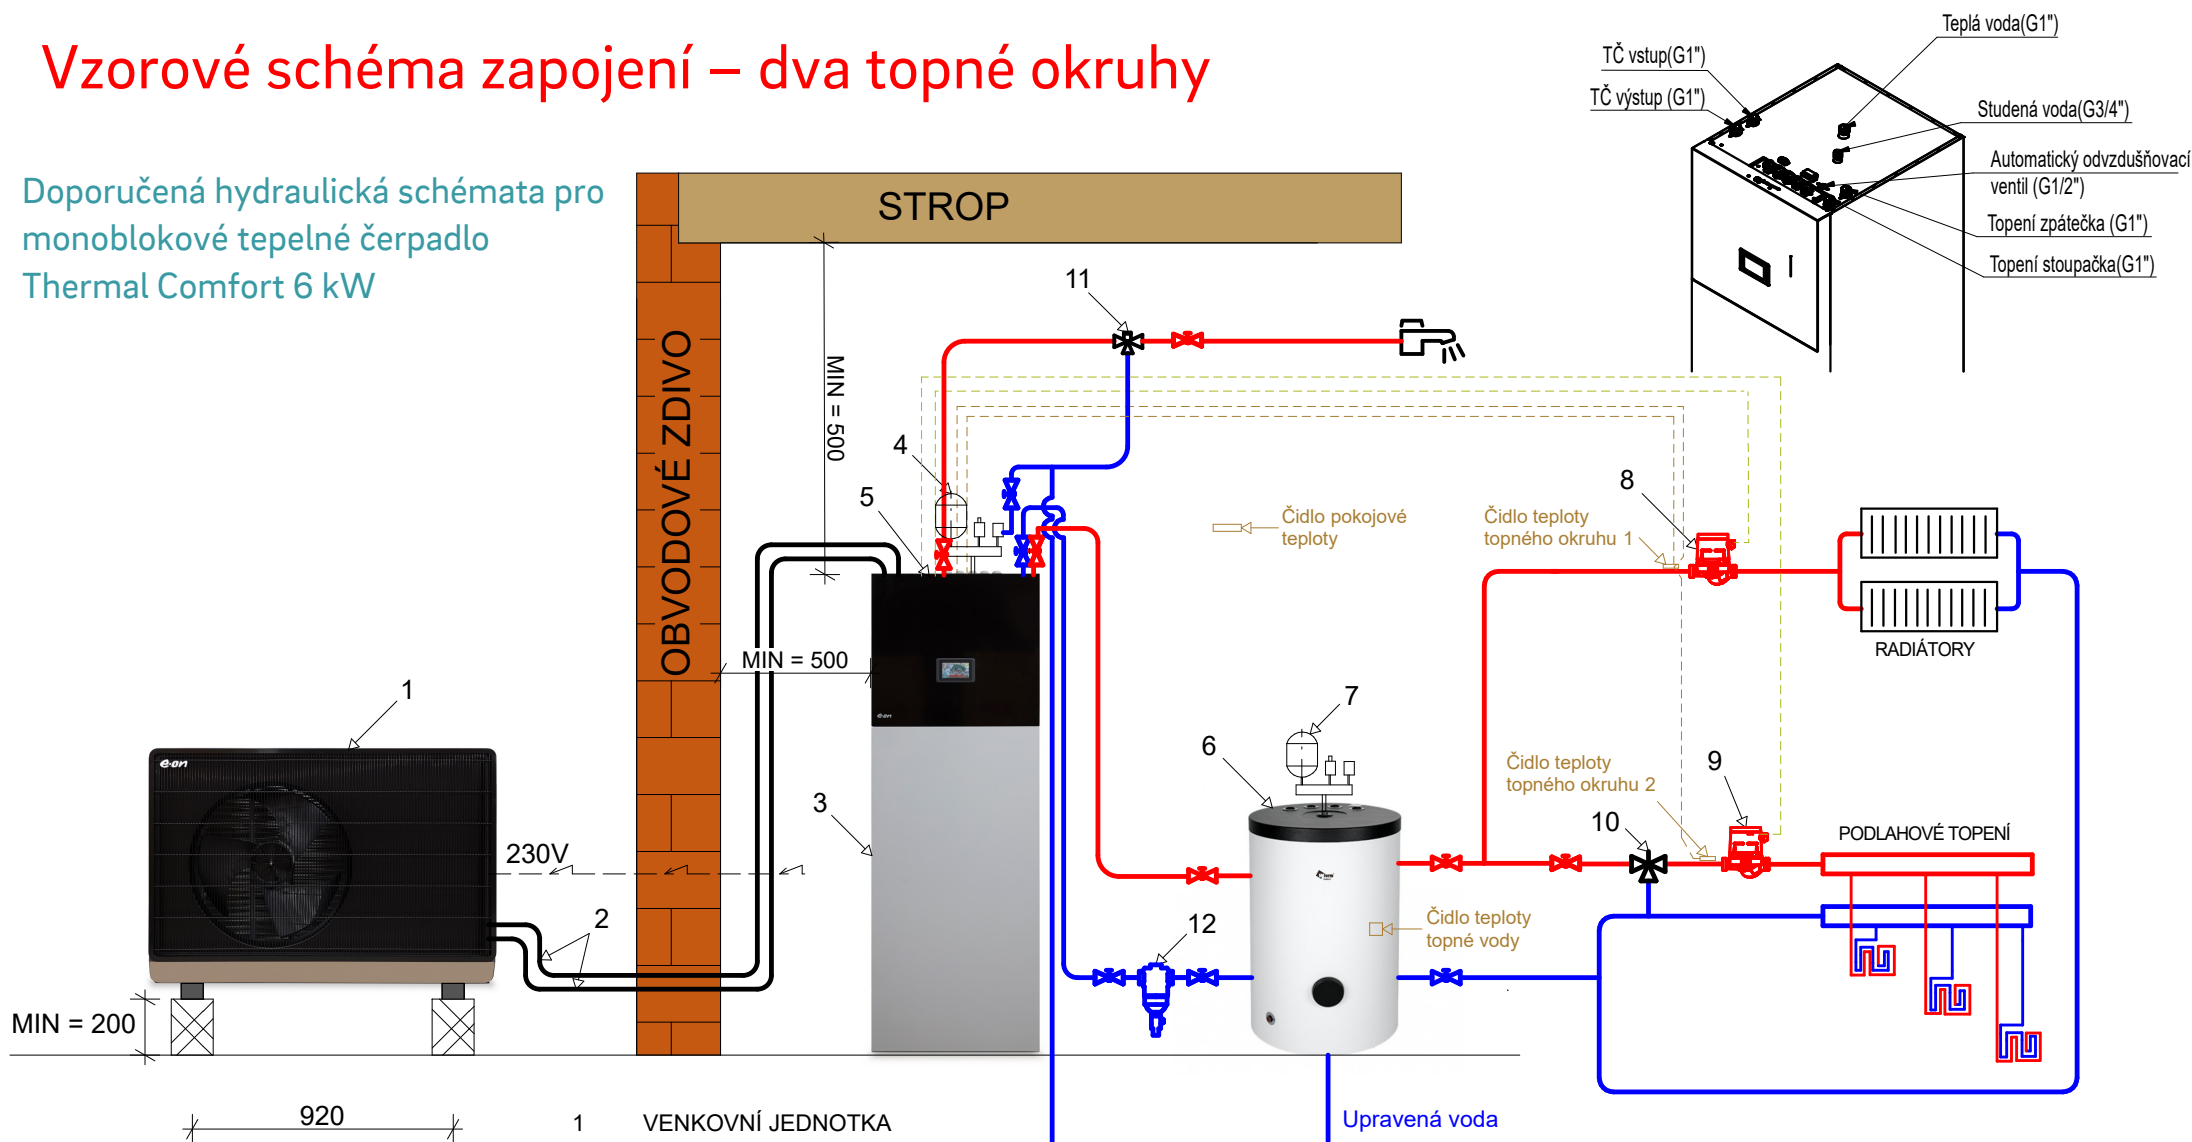 Vzorové schéma zapojení – dva topné okruhy
Doporučená hydraulická schémata pro
monoblokové tepelné čerpadlo
Thermal Comfort 6 kW
Teplá voda(G1")
TČ vstup(G1")
TČ výstup (G1")
Studená voda(G3/4")
Automatický odvzdušňovací
ventil (G1/2")
Topení zpátečka (G1")
Topení stoupačka(G1")
STROP
OBVODOVÉ ZDIVO
MIN = 500
11
4
5
8
Čidlo pokojové
teploty
Čidlo teploty
topného okruhu 1
RADIÁTORY
MIN = 500
1
e·on
e·on
7
6
3
Čidlo teploty
topného okruhu 2
9
10
PODLAHOVÉ TOPENÍ
230V
2
12
Čidlo teploty
topné vody
MIN = 200
920
1 VENKOVNÍ JEDNOTKA
Upravená voda